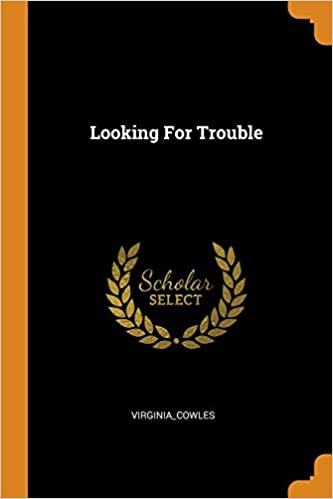 Looking For Trouble
Scholar
SELECT
VIRGINIA_COWLES